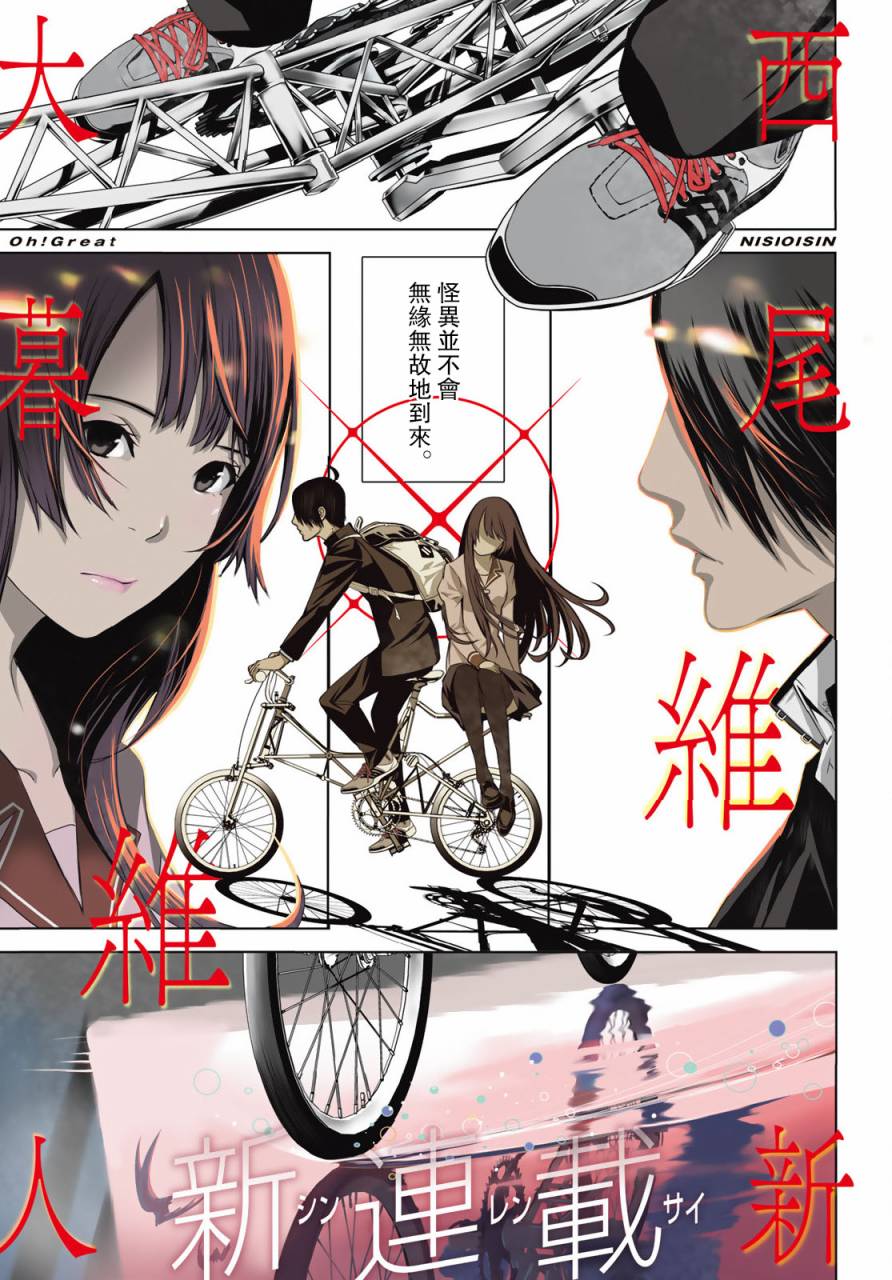 西尾維新
大暮維人
Oh!Great
NISIOISIN
怪異並不會
無緣無故地到來。
新シン連レン載サイ